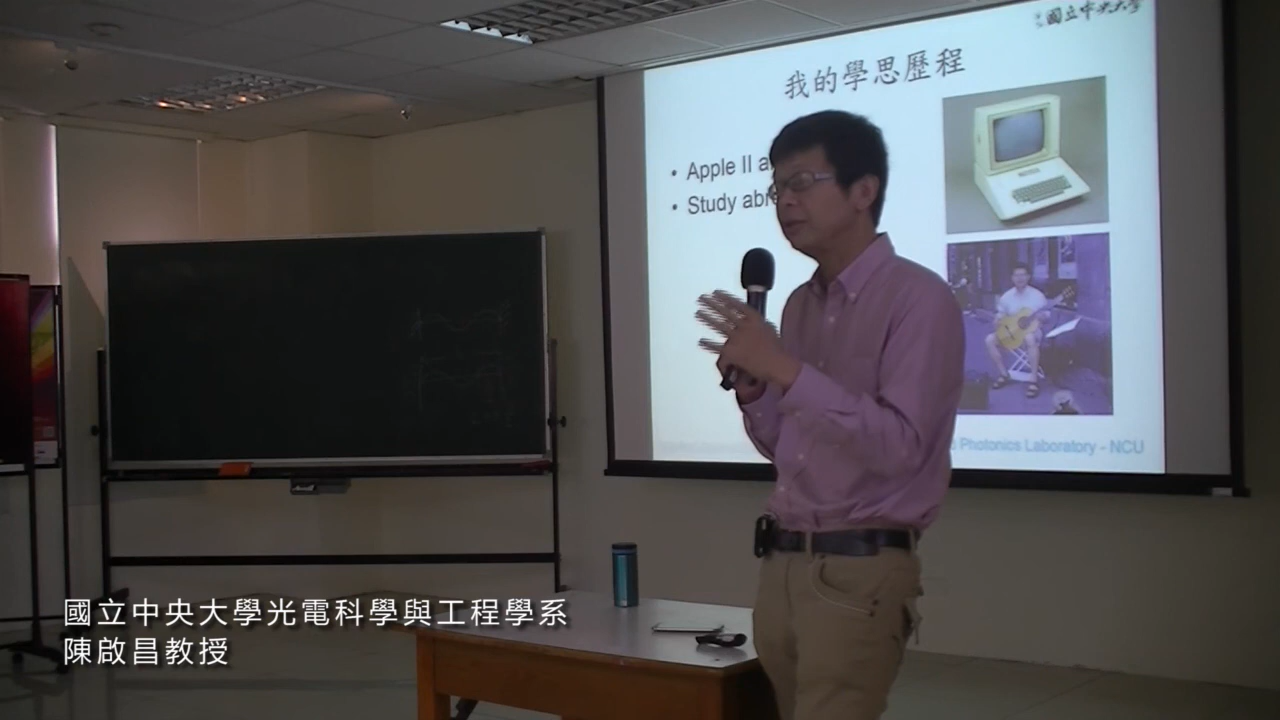 國立中央大學
我的學思歷程
• Apple II a
• Study abr
Photonics Laboratory - NCU
國立中央大學光電科學與工程學系
陳啟昌教授